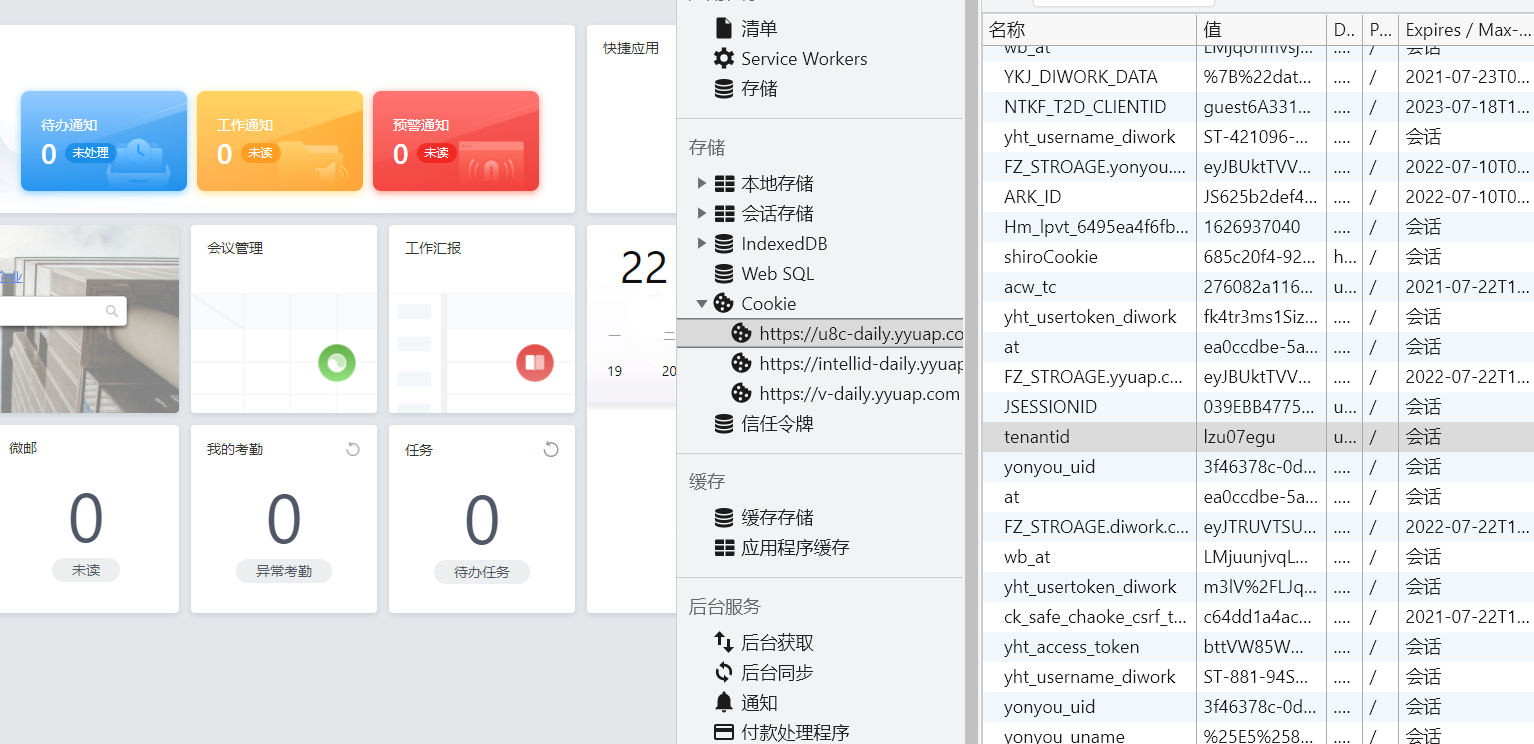 快捷应用
待办通知
0 未处理
工作通知
0 未读
预警通知
0 未读
会议管理
工作汇报
22
一 二
19 20
微邮
0
未读
我的考勤
0
异常考勤
任务
0
待办任务
清单
Service Workers
存储
存储
本地存储
会话存储
IndexedDB
Web SQL
Cookie
https://u8c-daily.yyuap.co
https://intellid-daily.yyuap
https://v-daily.yyuap.com
信任令牌
缓存
缓存存储
应用程序缓存
后台服务
后台获取
后台同步
通知
付款处理程序
名称 值 D... P... Expires / Max-...
wb_at LMjqonmvsj... .... / 会话
YKJ_DIWORK_DATA %7B%22dat... .... / 2021-07-23T0...
NTKF_T2D_CLIENTID guest6A331... .... / 2023-07-18T1...
yht_username_diwork ST-421096-... .... / 会话
FZ_STROAGE.yonyou.... eyJBUktTVV... .... / 2022-07-10T0...
ARK_ID JS625b2def4... .... / 2022-07-10T0...
Hm_lpvt_6495ea4f6fb... 1626937040 .... / 会话
shiroCookie 685c20f4-92... h... / 会话
acw_tc 276082a116... u... / 2021-07-22T1...
yht_usertoken_diwork fk4tr3ms1Siz... .... / 会话
at ea0ccdbe-5a... .... / 会话
FZ_STROAGE.yyuap.c... eyJBUktTVV... .... / 2022-07-22T1...
JSESSIONID 039EBB4775... u... / 会话
tenantid lzu07egu u... / 会话
yonyou_uid 3f46378c-0d... .... / 会话
at ea0ccdbe-5a... .... / 会话
FZ_STROAGE.diwork.c... eyJTRUVTSU... .... / 2022-07-22T1...
wb_at LMjuunjvqL... .... / 会话
yht_usertoken_diwork m3lV%2FLJq... .... / 会话
ck_safe_chaoke_csrf_t... c64dd1a4ac... .... / 2021-07-22T1...
yht_access_token bttVW85W... .... / 会话
yht_username_diwork ST-881-94S... .... / 会话
yonyou_uid 3f46378c-0d... .... / 会话
yonyou_uname %25E5%258... .... / 会话